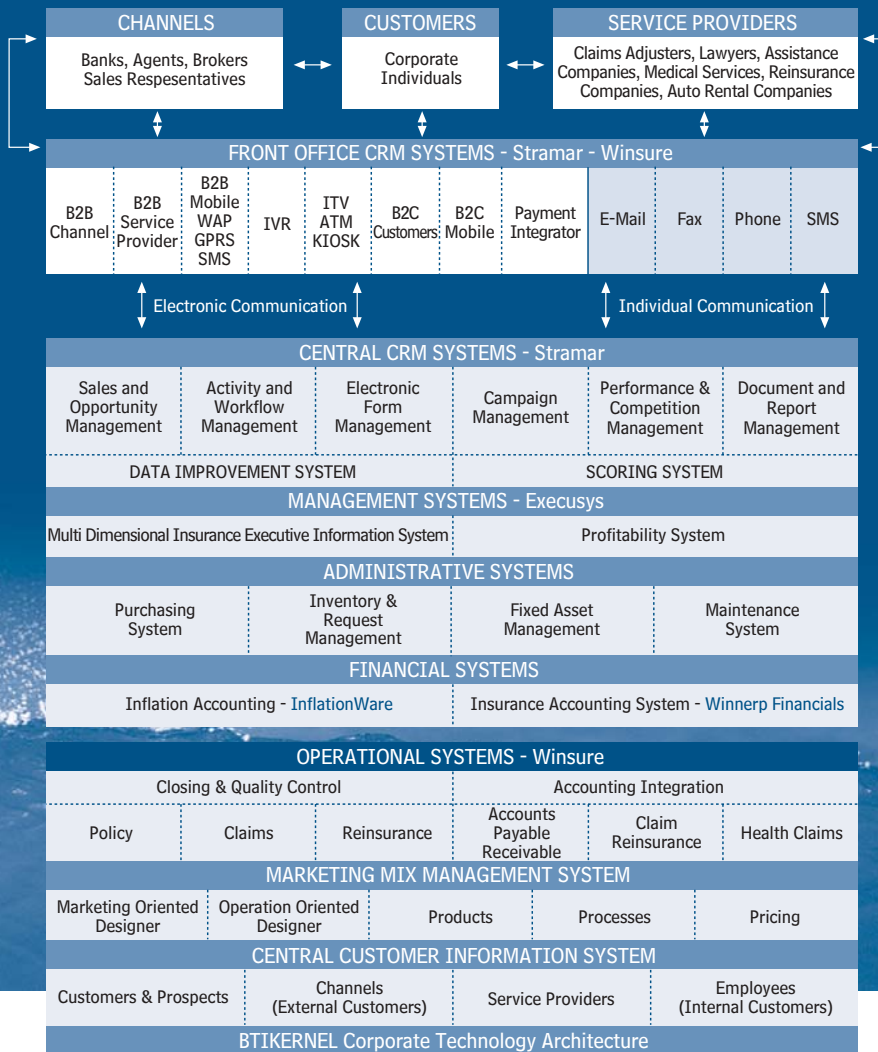 CHANNELS
Banks, Agents, Brokers
Sales Respesentatives
CUSTOMERS
Corporate
Individuals
SERVICE PROVIDERS
Claims Adjusters, Lawyers, Assistance
Companies, Medical Services, Reinsurance
Companies, Auto Rental Companies
FRONT OFFICE CRM SYSTEMS - Stramar - Winsure
B2B
Channel
B2B
Service
Provider
B2B
Mobile
WAP
GPRS
SMS
IVR
ITV
ATM
KIOSK
B2C
Customers
B2C
Mobile
Payment
Integrator
E-Mail
Fax
Phone
SMS
Electronic Communication
Individual Communication
CENTRAL CRM SYSTEMS - Stramar
Sales and
Opportunity
Management
Activity and
Workflow
Management
Electronic
Form
Management
Campaign
Management
Performance &
Competition
Management
Document and
Report
Management
DATA IMPROVEMENT SYSTEM
SCORING SYSTEM
MANAGEMENT SYSTEMS - Execusys
Multi Dimensional Insurance Executive Information System
Profitability System
ADMINISTRATIVE SYSTEMS
Purchasing
System
Inventory &
Request
Management
Fixed Asset
Management
Maintenance
System
FINANCIAL SYSTEMS
Inflation Accounting - InflationWare
Insurance Accounting System - Winnerp Financials
OPERATIONAL SYSTEMS - Winsure
Closing & Quality Control
Accounting Integration
Policy
Claims
Reinsurance
Accounts
Payable
Receivable
Claim
Reinsurance
Health Claims
MARKETING MIX MANAGEMENT SYSTEM
Marketing Oriented
Designer
Operation Oriented
Designer
Products
Processes
Pricing
CENTRAL CUSTOMER INFORMATION SYSTEM
Customers & Prospects
Channels
(External Customers)
Service Providers
Employees
(Internal Customers)
BTIKERNEL Corporate Technology Architecture